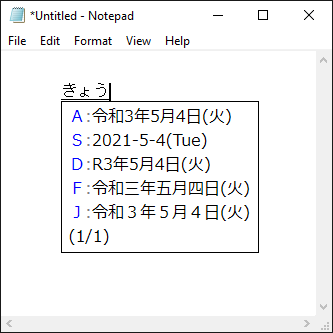 *Untitled - Notepad
File Edit Format View Help
きょう
A:令和3年5月4日(火)
S:2021-5-4(Tue)
D:R3年5月4日(火)
F:令和三年五月四日(火)
J:令和３年５月４日(火)
(1/1)